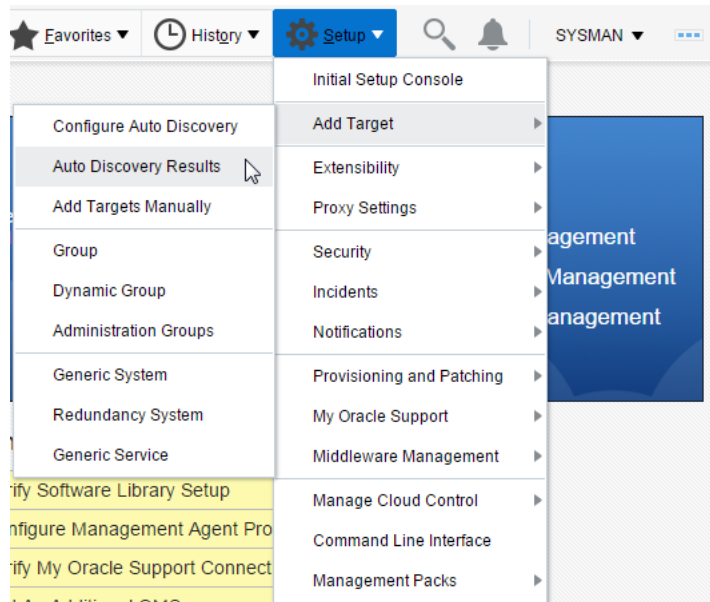 Favorites History Setup SYSMAN
Initial Setup Console
Add Target
Extensibility
Proxy Settings
Security
Incidents
Notifications
Provisioning and Patching
My Oracle Support
Middleware Management
Manage Cloud Control
Command Line Interface
Management Packs
Configure Auto Discovery
Auto Discovery Results
Add Targets Manually
Group
Dynamic Group
Administration Groups
Generic System
Redundancy System
Generic Service
agement
Management
anagement
rify Software Library Setup
nfigure Management Agent Pro
rify My Oracle Support Connect